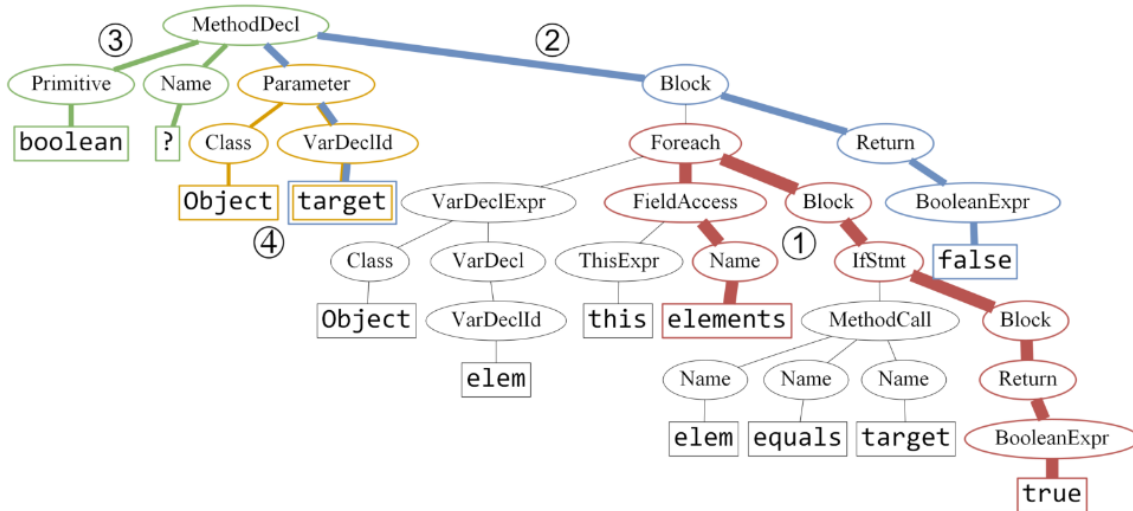 MethodDecl
③ ②
Primitive Name Parameter Block
boolean ? Class VarDeclId Foreach Return
Object target VarDeclExpr FieldAccess Block BooleanExpr
④ ①
Class VarDecl ThisExpr Name IfStmt false
Object VarDeclId this elements MethodCall Block
elem Name Name Name Return
elem equals target BooleanExpr
true